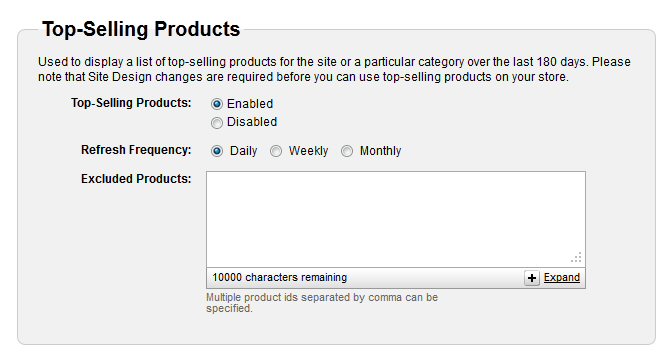 Top-Selling Products
Used to display a list of top-selling products for the site or a particular category over the last 180 days. Please
note that Site Design changes are required before you can use top-selling products on your store.
Top-Selling Products: Enabled
Disabled
Refresh Frequency: Daily Weekly Monthly
Excluded Products:
10000 characters remaining + Expand
Multiple product ids separated by comma can be
specified.